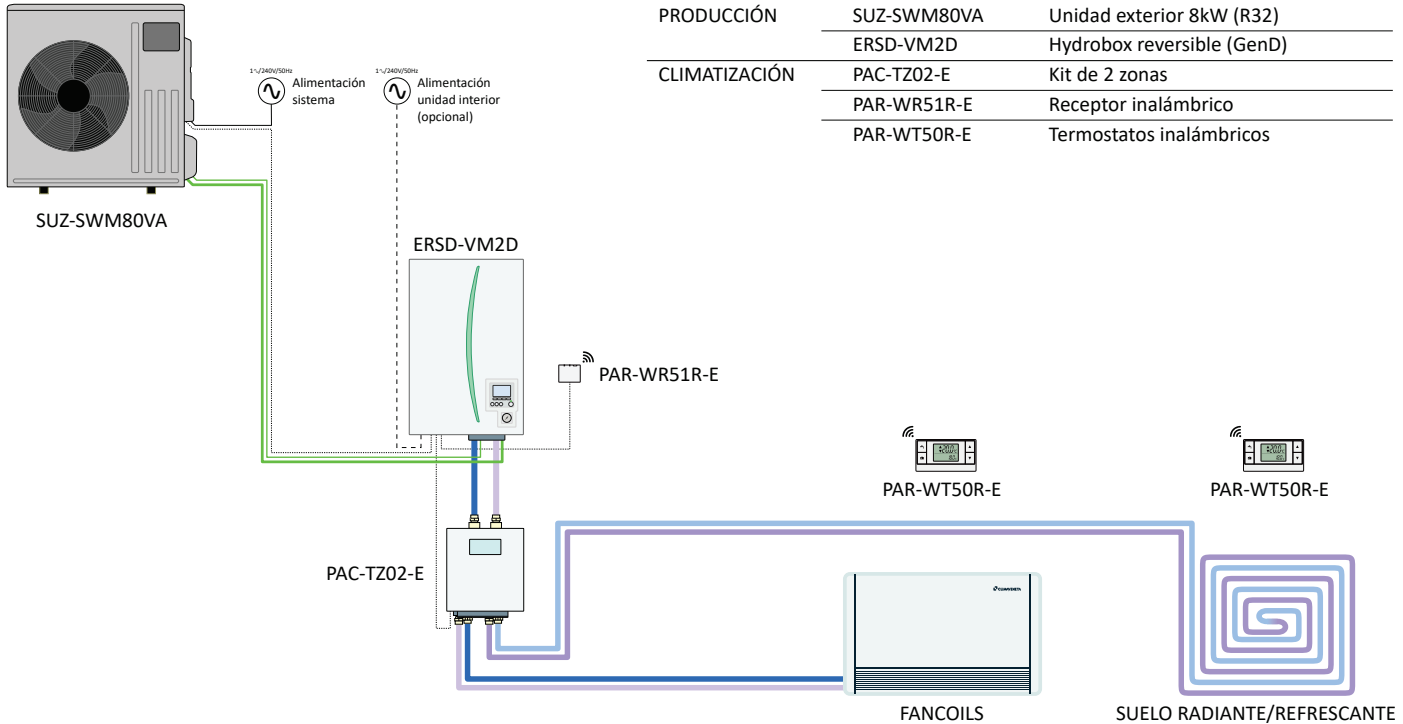 PRODUCCIÓN SUZ-SWM80VA Unidad exterior 8kW (R32)
ERSD-VM2D Hydrobox reversible (GenD)
CLIMATIZACIÓN PAC-TZ02-E Kit de 2 zonas
PAR-WR51R-E Receptor inalámbrico
PAR-WT50R-E Termostatos inalámbricos
1∿/240V/50Hz
Alimentación
sistema
1∿/240V/50Hz
Alimentación
unidad interior
(opcional)
SUZ-SWM80VA
ERSD-VM2D
PAR-WR51R-E
PAR-WT50R-E
PAR-WT50R-E
PAC-TZ02-E
CLIMAVENETA
FANCOILS
SUELO RADIANTE/REFRESCANTE